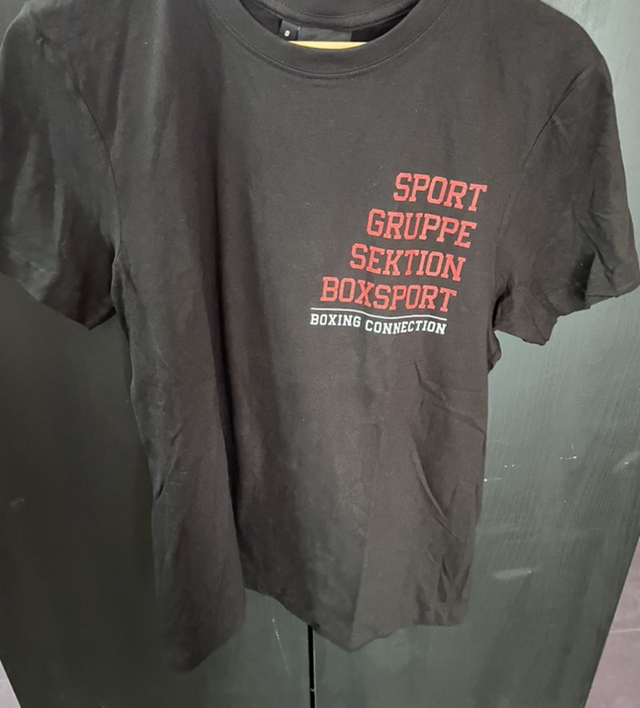 SPORT
GRUPPE
SEKTION
BOXSPORT
BOXING CONNECTION